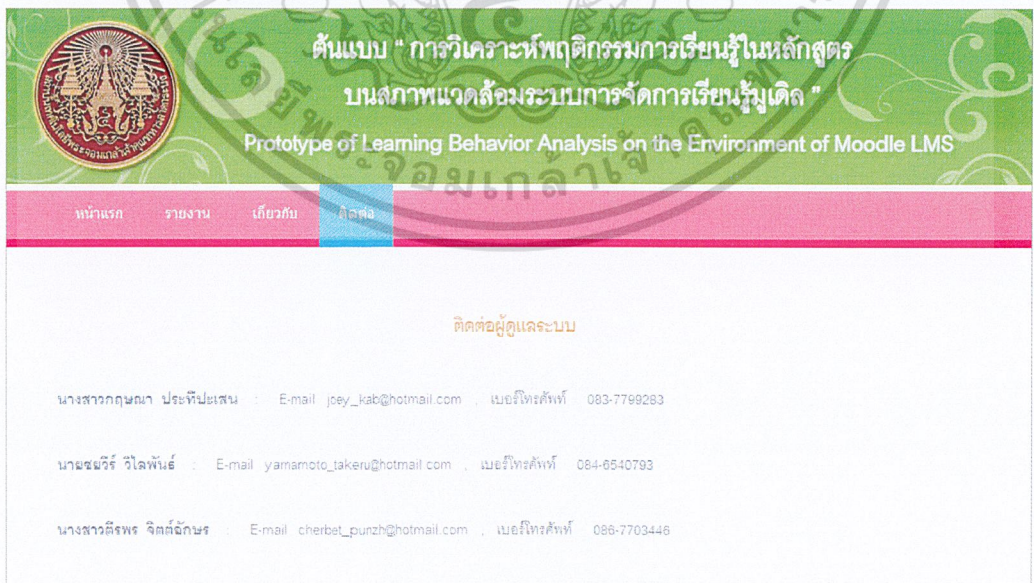 ต้นแบบ " การวิเคราะห์พฤติกรรมการเรียนรู้ในหลักสูตร
บนสภาพแวดล้อมระบบการจัดการเรียนรู้มูเดิล "
Prototype of Learning Behavior Analysis on the Environment of Moodle LMS
หน้าแรก รายงาน เกี่ยวกับ ติดต่อ
ติดต่อผู้ดูแลระบบ
นางสาวกฤษณา ประทีปะเสน : E-mail joey_kab@hotmail.com , เบอร์โทรศัพท์ 083-7799283
นายชยวีร์ วิไลพันธ์ : E-mail yamamoto_takeru@hotmail.com , เบอร์โทรศัพท์ 084-6540793
นางสาวตีรพร จิตต์ฉักษร : E-mail cherbet_punzh@hotmail.com , เบอร์โทรศัพท์ 086-7703446